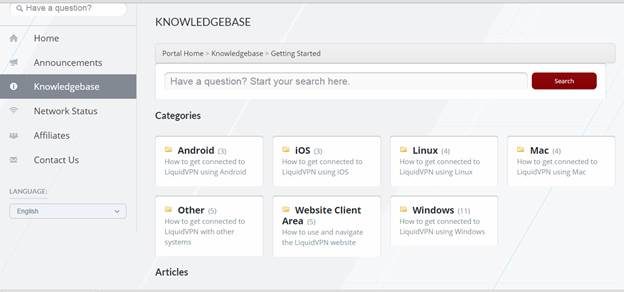 Have a question?
Home
Announcements
Knowledgebase
Network Status
Affiliates
Contact Us
LANGUAGE:
English
KNOWLEDGEBASE
Portal Home > Knowledgebase > Getting Started
Have a question? Start your search here.
Search
Categories
Android (3)
How to get connected to
LiquidVPN using Android
iOS (3)
How to get connected to
LiquidVPN using iOS
Linux (4)
How to get connected to
LiquidVPN using Linux
Mac (4)
How to get connected to
LiquidVPN using Mac
Other (5)
How to get connected to
LiquidVPN with other
systems
Website Client
Area (5)
How to use and navigate
the LiquidVPN website
Windows (11)
How to get connected to
LiquidVPN using Windows
Articles